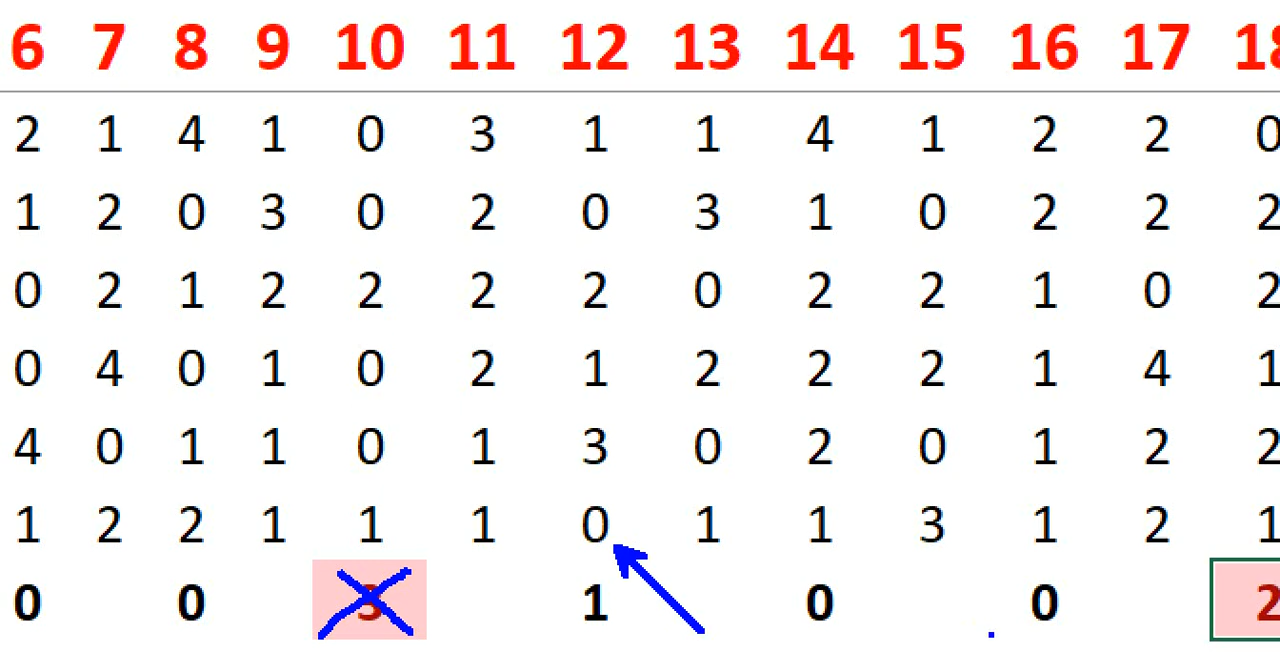 6 7 8 9 10 11 12 13 14 15 16 17 18
2 1 4 1 0 3 1 1 4 1 2 2 0
1 2 0 3 0 2 0 3 1 0 2 2 2
0 2 1 2 2 2 2 0 2 2 1 0 2
0 4 0 1 0 2 1 2 2 2 1 4 1
4 0 1 1 0 1 3 0 2 0 1 2 2
1 2 2 1 1 1 0 1 1 3 1 2 1
0 0 1 0 0 2